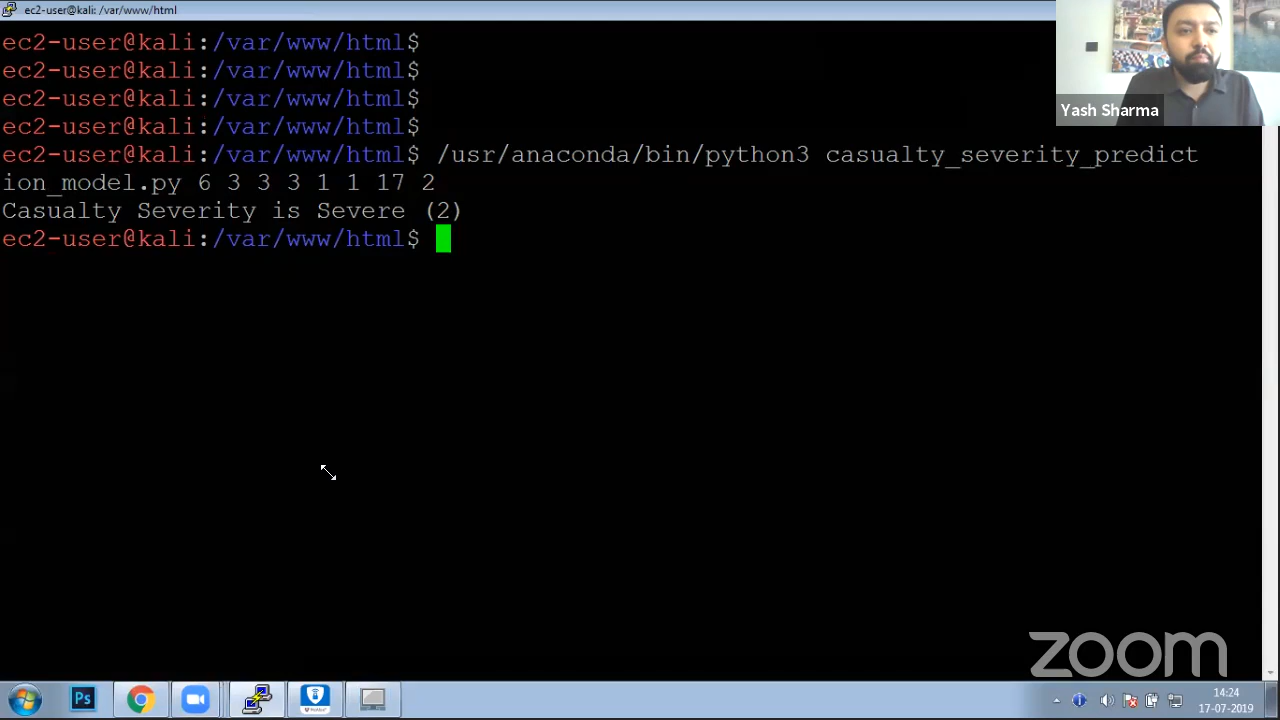 ec2-user@kali: /var/www/html
ec2-user@kali:/var/www/html$
ec2-user@kali:/var/www/html$
ec2-user@kali:/var/www/html$
ec2-user@kali:/var/www/html$
ec2-user@kali:/var/www/html$ /usr/anaconda/bin/python3 casualty_severity_predict
ion_model.py 6 3 3 3 1 1 17 2
Casualty Severity is Severe (2)
ec2-user@kali:/var/www/html$
Yash Sharma
zoom
Ps
14:24
17-07-2019